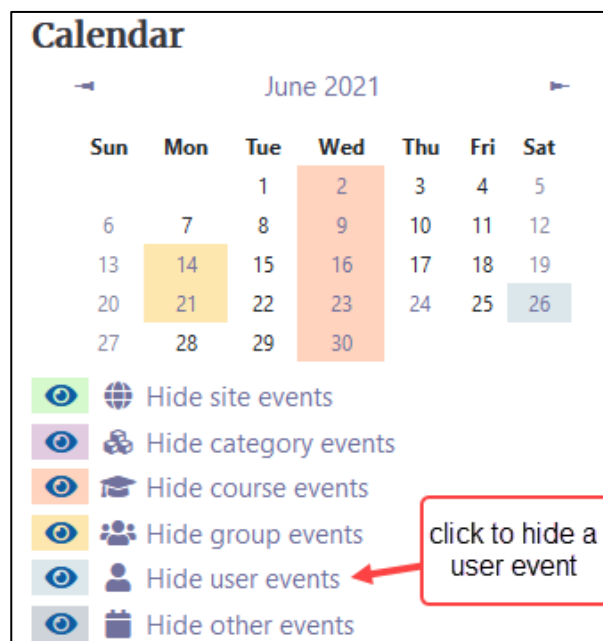 Calendar
June 2021
Sun Mon Tue Wed Thu Fri Sat
1 2 3 4 5
6 7 8 9 10 11 12
13 14 15 16 17 18 19
20 21 22 23 24 25 26
27 28 29 30
Hide site events
Hide category events
Hide course events
Hide group events
Hide user events
Hide other events
click to hide a
user event